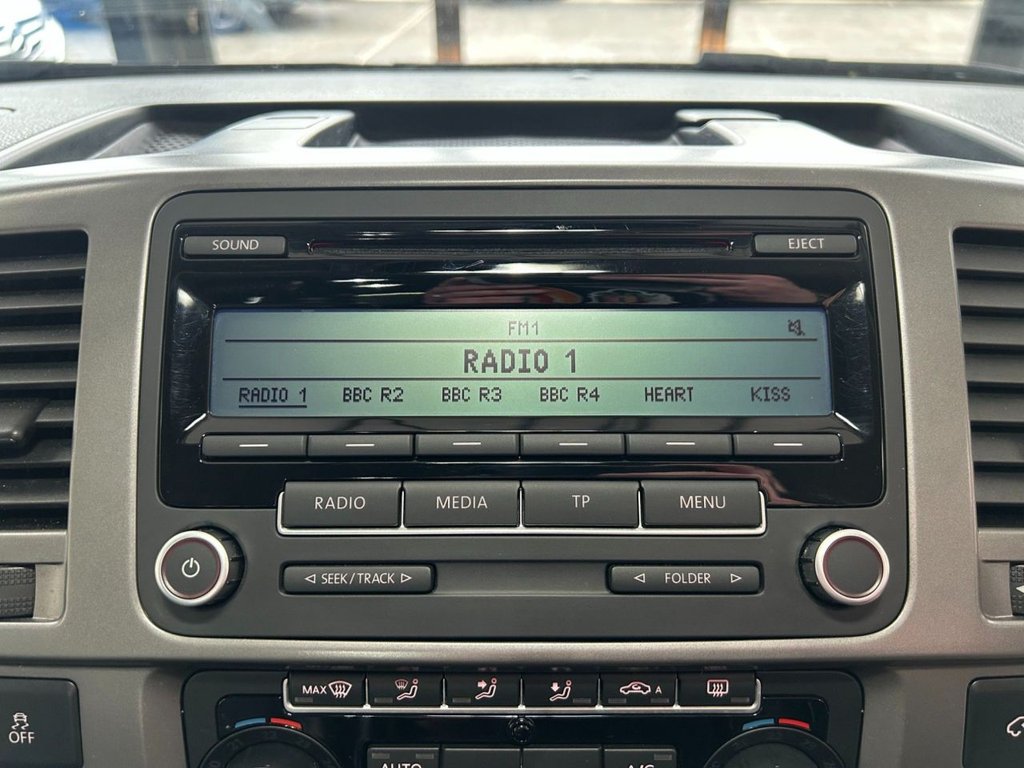 SOUND EJECT
FM1
RADIO 1
RADIO 1 BBC R2 BBC R3 BBC R4 HEART KISS
RADIO MEDIA TP MENU
SEEK/TRACK FOLDER
MAX A
OFF
AUTO A/C